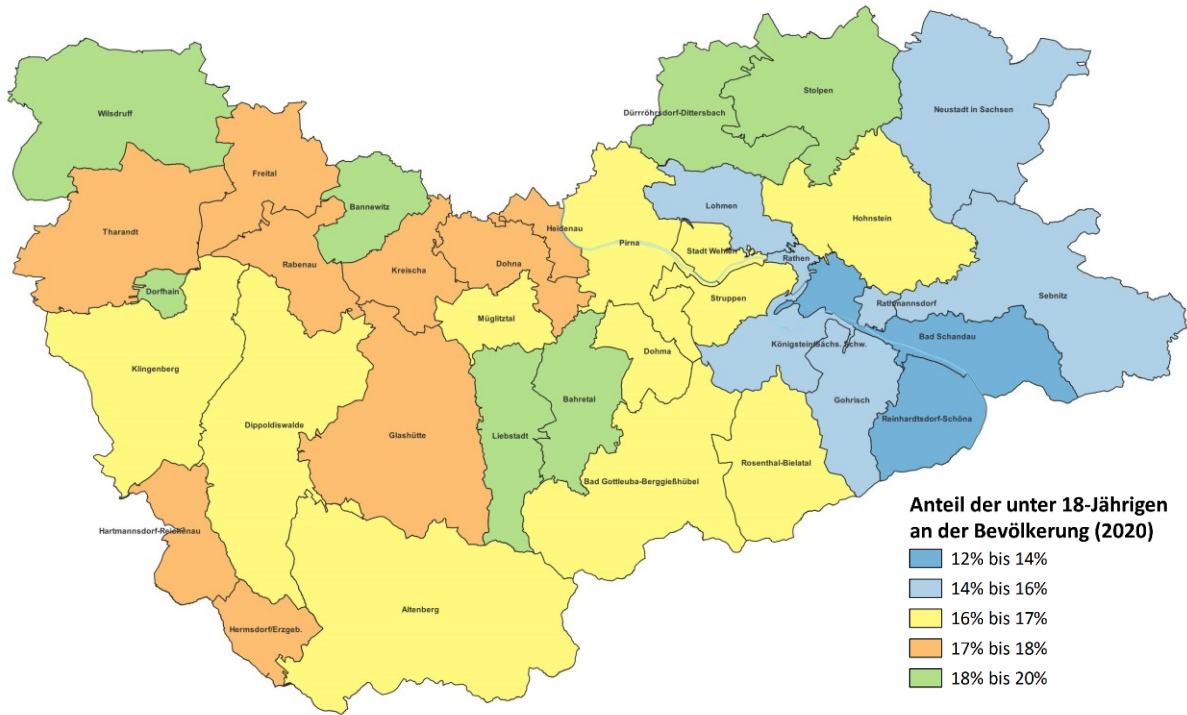 Wilsdruff
Stolpen
Neustadt in Sachsen
Dürrröhrsdorf-Dittersbach
Freital
Bannewitz
Lohmen
Hohnstein
Tharandt
Heidenau
Pirna
Stadt Wehlen
Rathen
Rabenau
Kreischa
Dohna
Dorfhain
Struppen
Rathmannsdorf
Sebnitz
Müglitztal
Königstein/Sächs. Schw.
Bad Schandau
Dohma
Klingenberg
Gohrisch
Bahretal
Reinhardtsdorf-Schöna
Dippoldiswalde
Glashütte
Liebstadt
Rosenthal-Bielatal
Bad Gottleuba-Berggießhübel
Hartmannsdorf-Reichenau
Altenberg
Hermsdorf/Erzgeb.
Anteil der unter 18-Jährigen
an der Bevölkerung (2020)
12% bis 14%
14% bis 16%
16% bis 17%
17% bis 18%
18% bis 20%